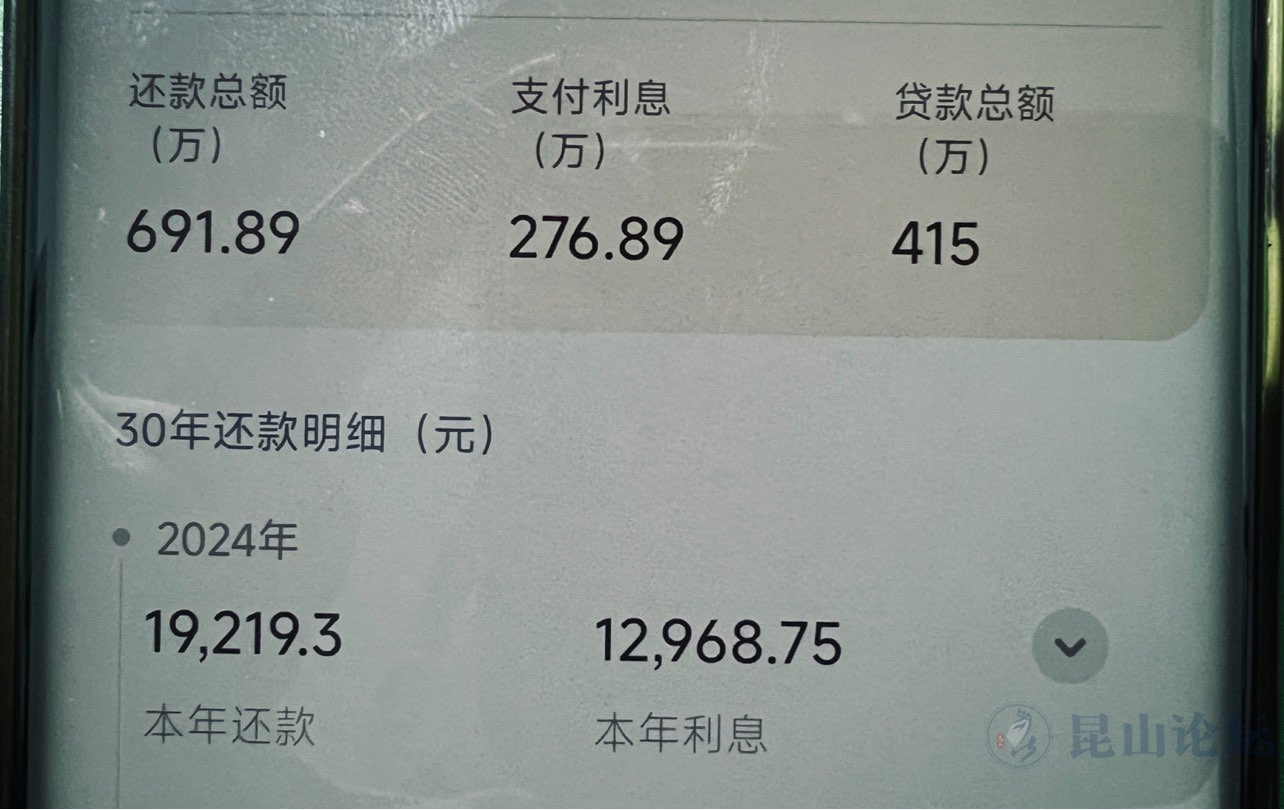 还款总额 支付利息 贷款总额
（万） （万） （万）
691.89 276.89 415
30年还款明细（元）
2024年
19,219.3 12,968.75
本年还款 本年利息
昆山论坛